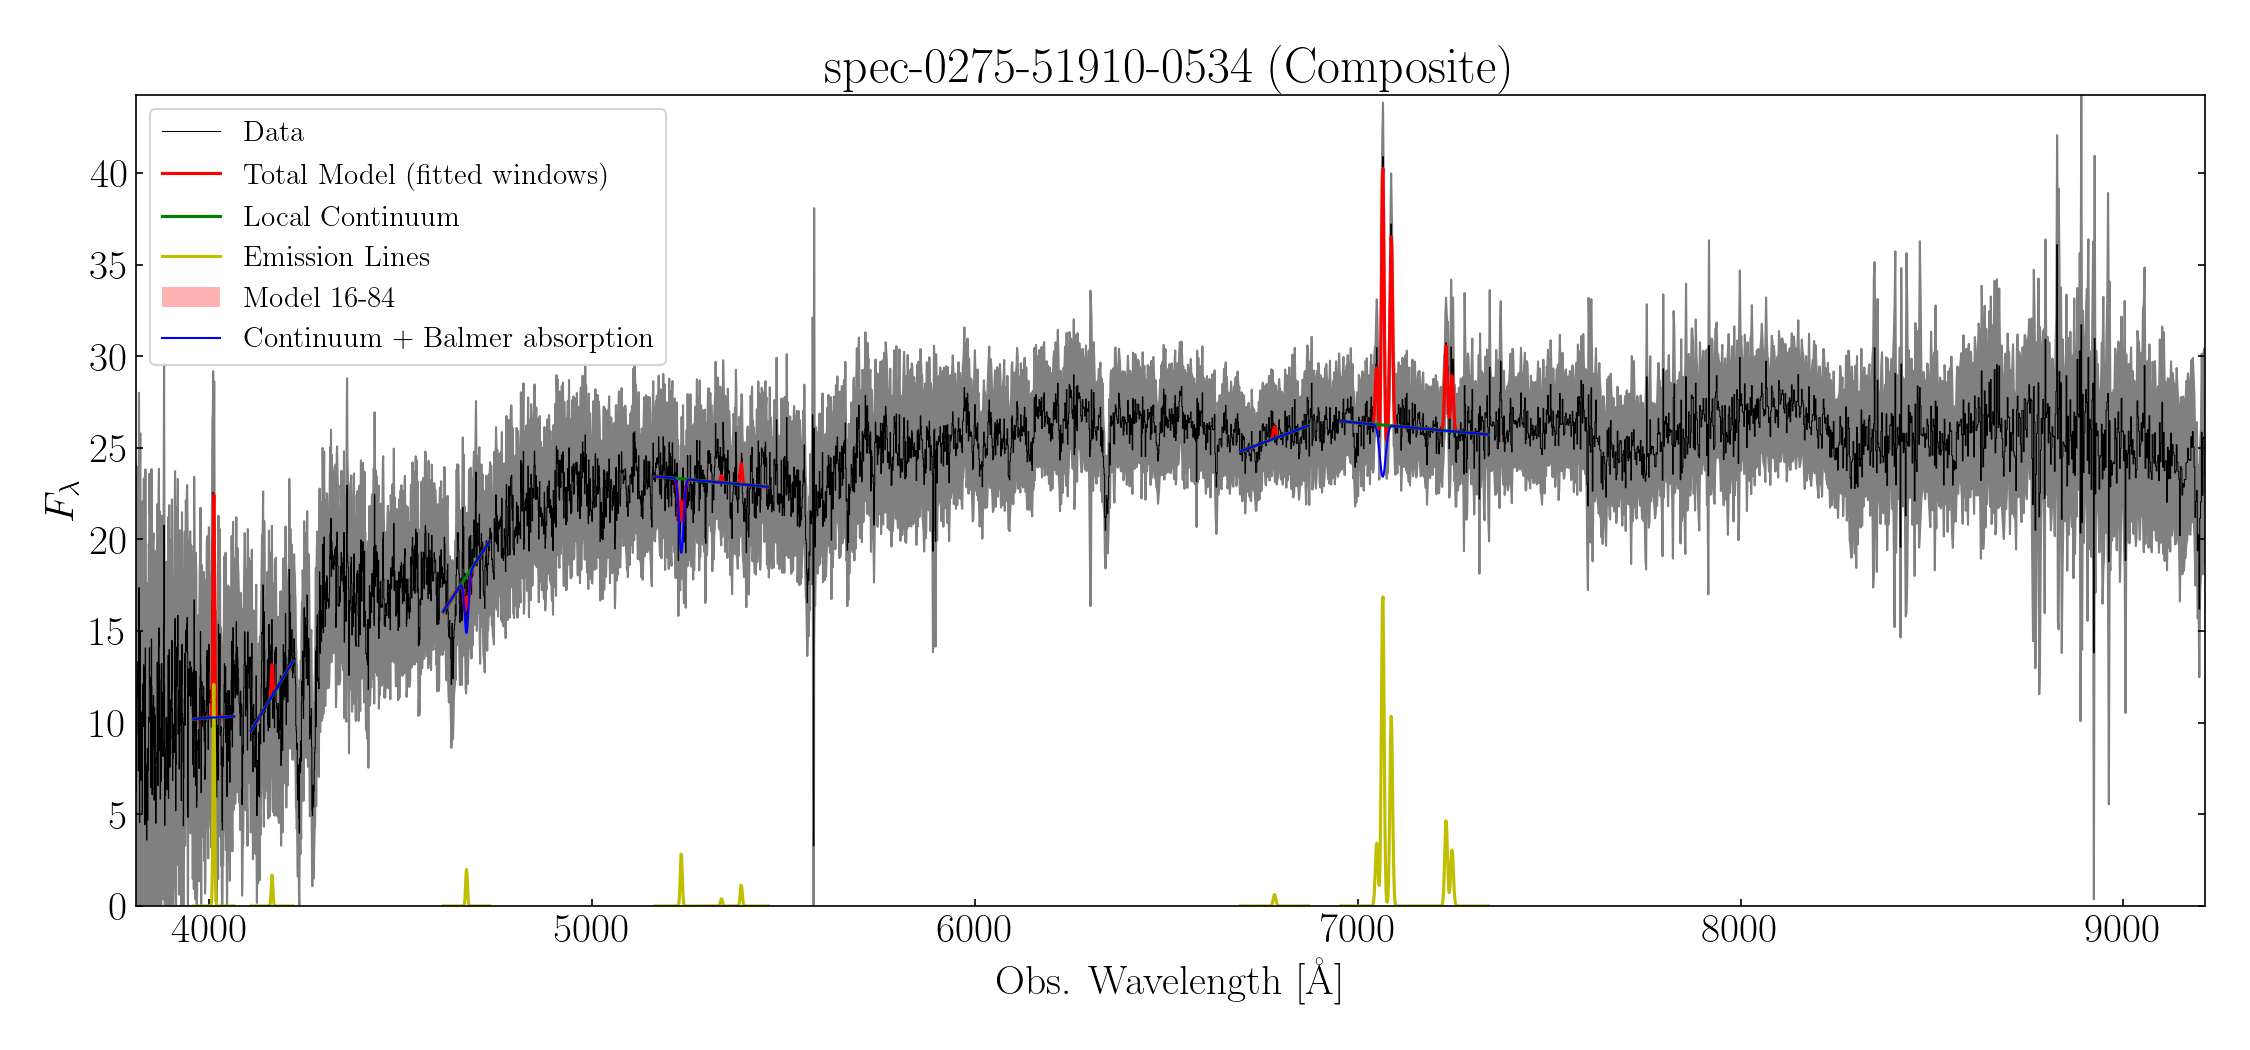 spec-0275-51910-0534 (Composite)
Data
Total Model (fitted windows)
Local Continuum
Emission Lines
Model 16-84
Continuum + Balmer absorption
40
35
30
25
20
15
10
5
0
Fλ
4000 5000 6000 7000 8000 9000
Obs. Wavelength [Å]